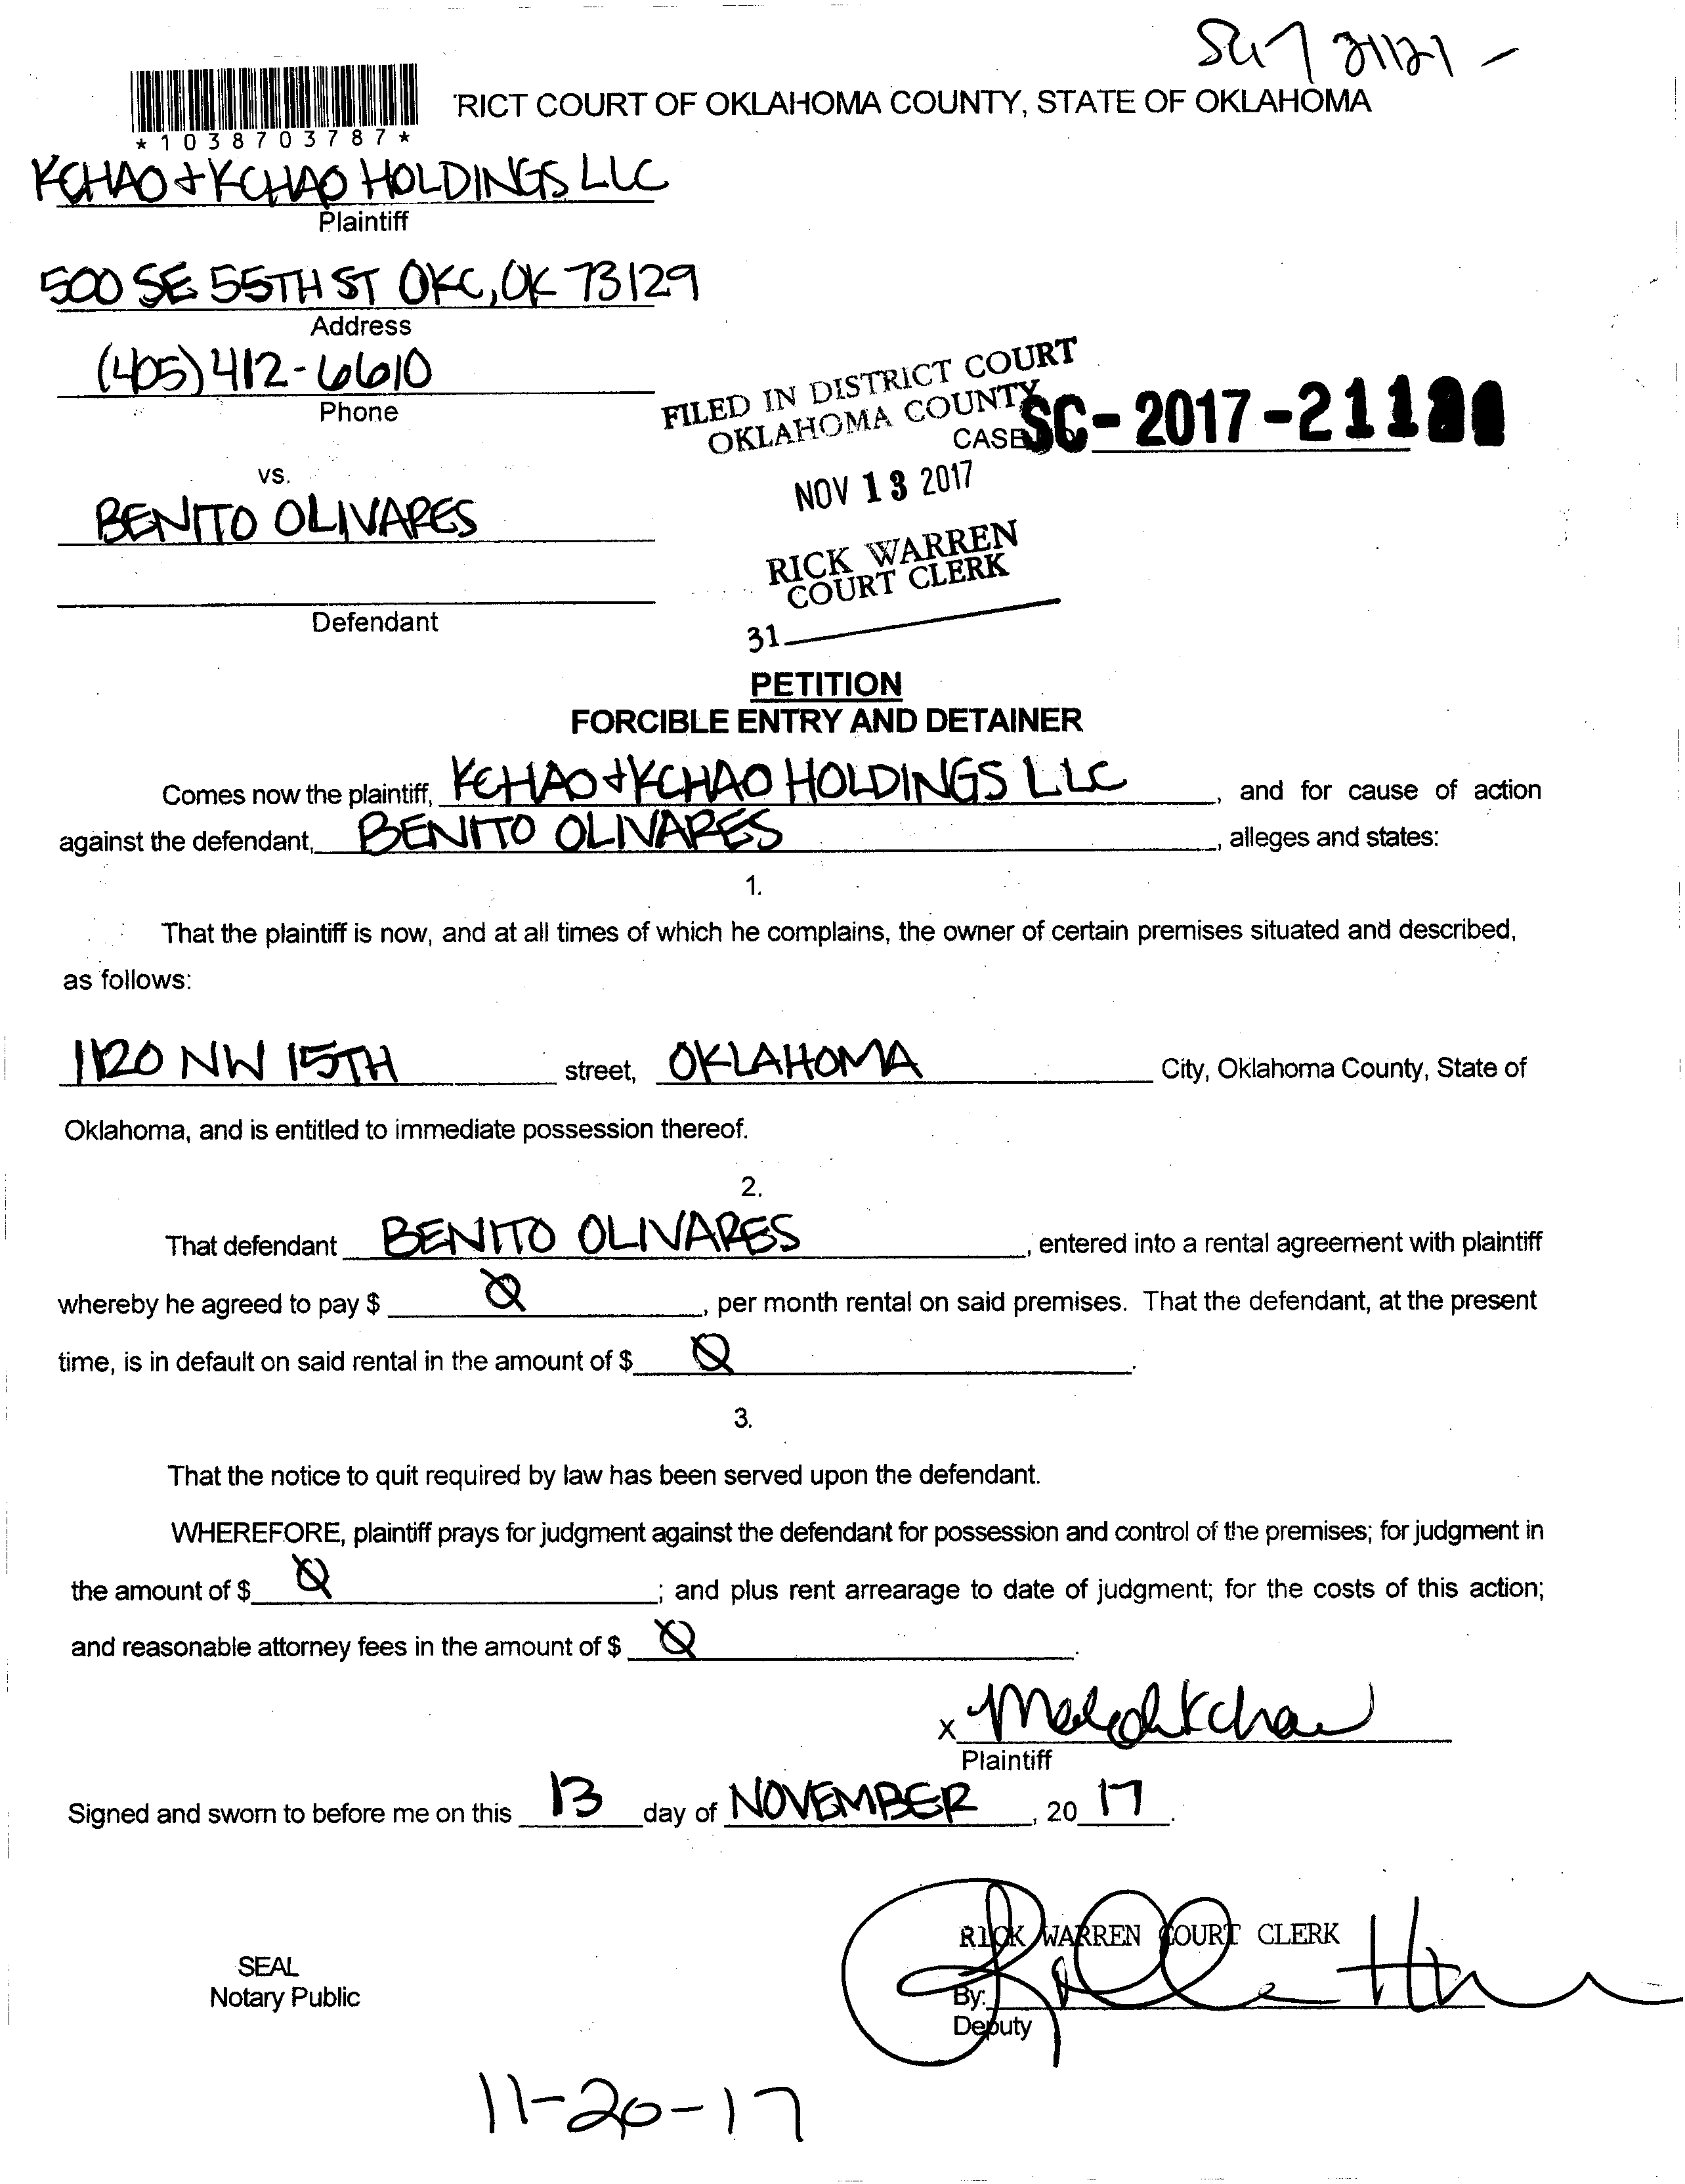 RICT COURT OF OKLAHOMA COUNTY, STATE OF OKLAHOMA
*1038703787*
KCHAO + KCHAO HOLDINGS LLC
Plaintiff
500 SE 55TH ST OKC, OK 73129
Address
(405) 412-6610
Phone
FILED IN DISTRICT COURT
OKLAHOMA COUNTY
CASE SC-2017-211
NOV 13 2017
vs.
BENITO OLIVARES
RICK WARREN
COURT CLERK
Defendant
31
PETITION
FORCIBLE ENTRY AND DETAINER
Comes now the plaintiff, KCHAO + KCHAO HOLDINGS LLC, and for cause of action
against the defendant, BENITO OLIVARES, alleges and states:
1.
That the plaintiff is now, and at all times of which he complains, the owner of certain premises situated and described,
as follows:
1120 NW 15TH street, OKLAHOMA City, Oklahoma County, State of
Oklahoma, and is entitled to immediate possession thereof.
2.
That defendant BENITO OLIVARES, entered into a rental agreement with plaintiff
whereby he agreed to pay $ Ø, per month rental on said premises. That the defendant, at the present
time, is in default on said rental in the amount of $ Ø.
3.
That the notice to quit required by law has been served upon the defendant.
WHEREFORE, plaintiff prays for judgment against the defendant for possession and control of the premises; for judgment in
the amount of $ Ø; and plus rent arrearage to date of judgment; for the costs of this action;
and reasonable attorney fees in the amount of $ Ø.
x
Plaintiff
Signed and sworn to before me on this 13 day of NOVEMBER, 20 17.
RICK WARREN COURT CLERK
SEAL
Notary Public
By:
Deputy
11-20-17